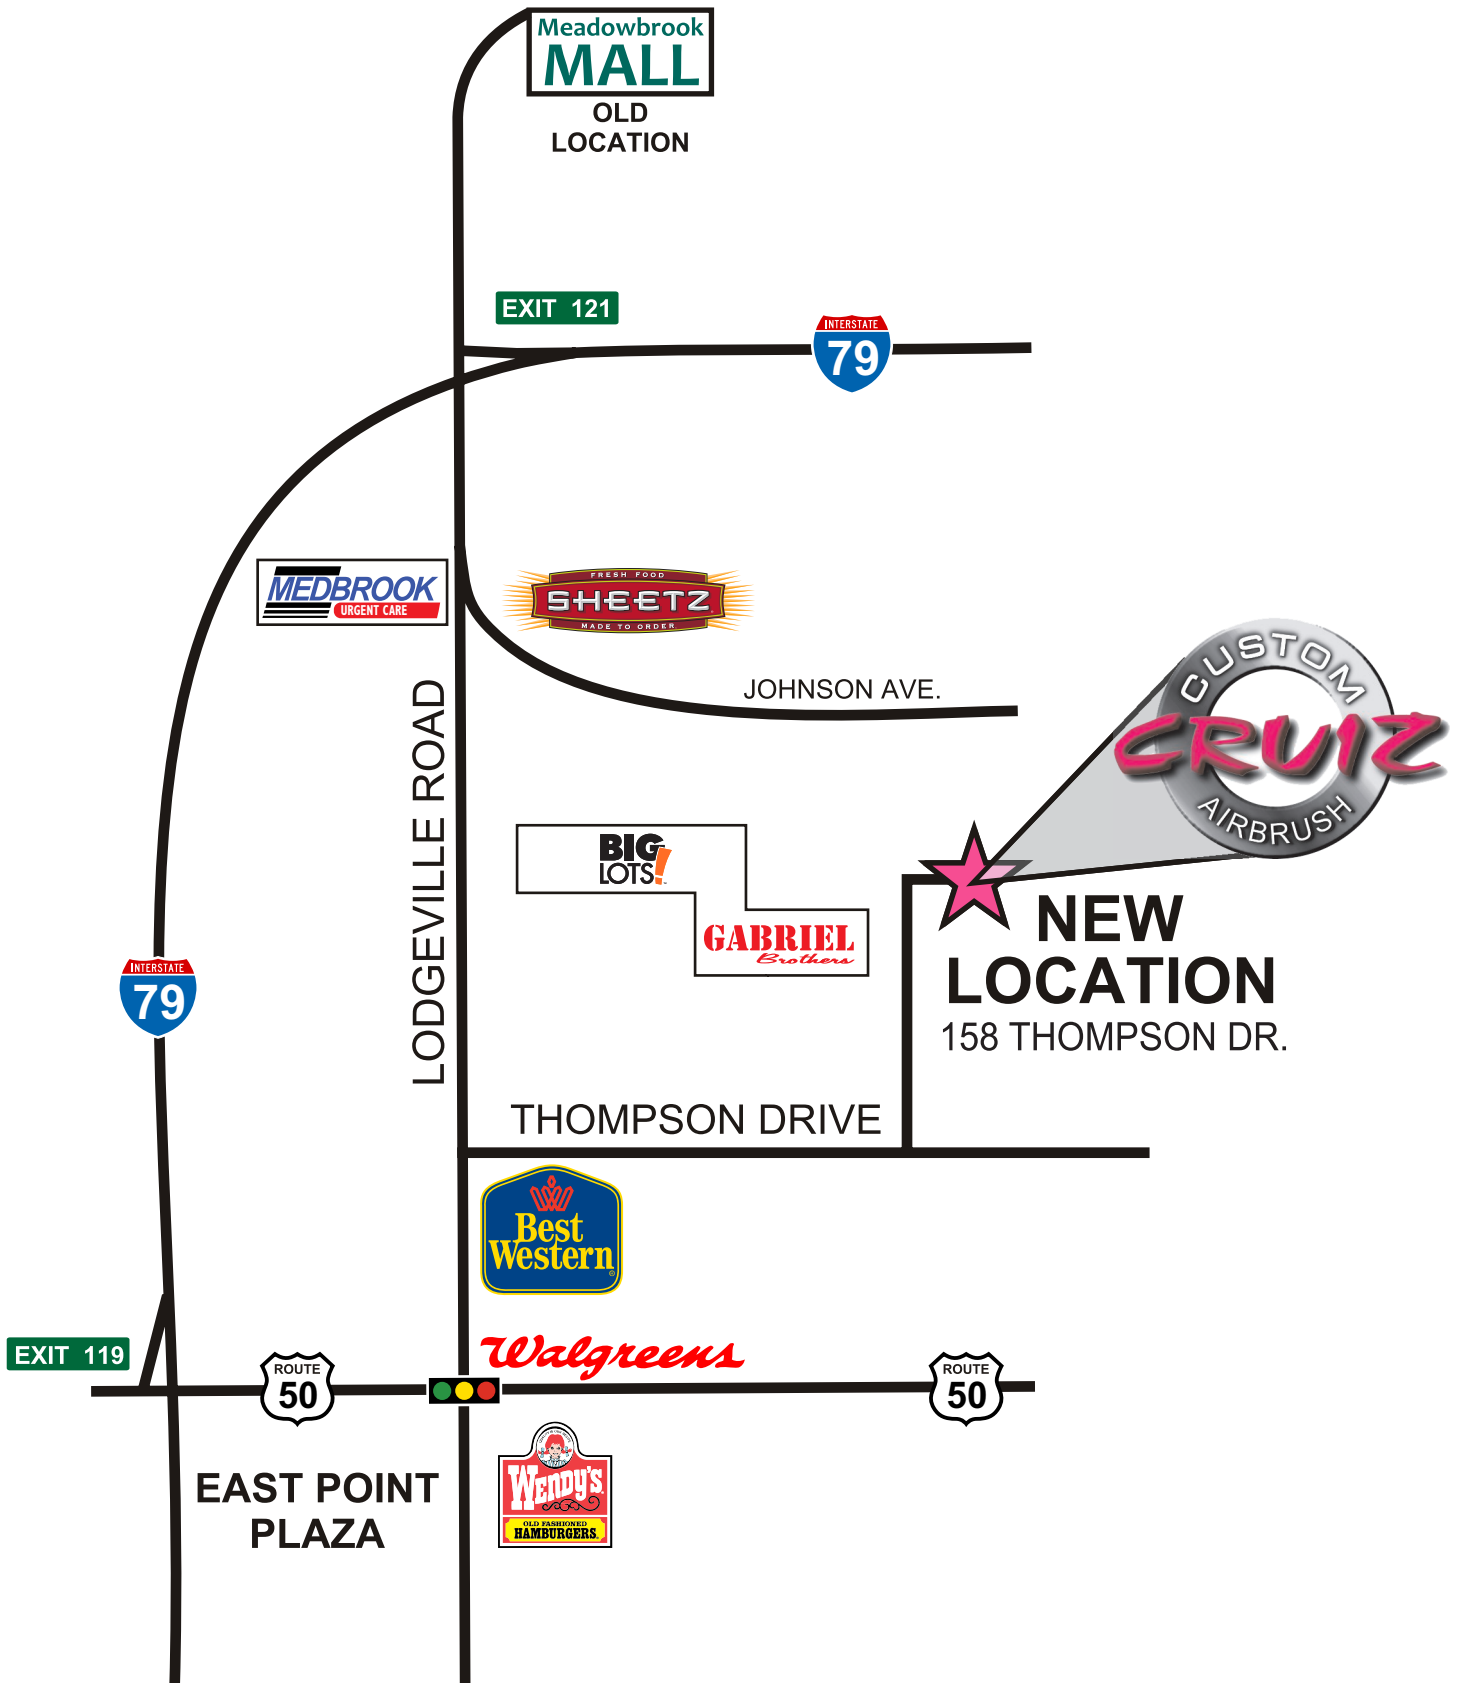 Meadowbrook
MALL
OLD
LOCATION
EXIT 121
INTERSTATE
79
MEDBROOK
URGENT CARE
FRESH FOOD
SHEETZ
MADE TO ORDER
JOHNSON AVE.
LODGEVILLE ROAD
CUSTOM
CRUIZ
AIRBRUSH
BIG
LOTS!
GABRIEL
Brothers
NEW
LOCATION
158 THOMPSON DR.
INTERSTATE
79
THOMPSON DRIVE
Best
Western
Walgreens
EXIT 119
ROUTE
50
ROUTE
50
EAST POINT
PLAZA
WENDY'S
OLD FASHIONED
HAMBURGERS